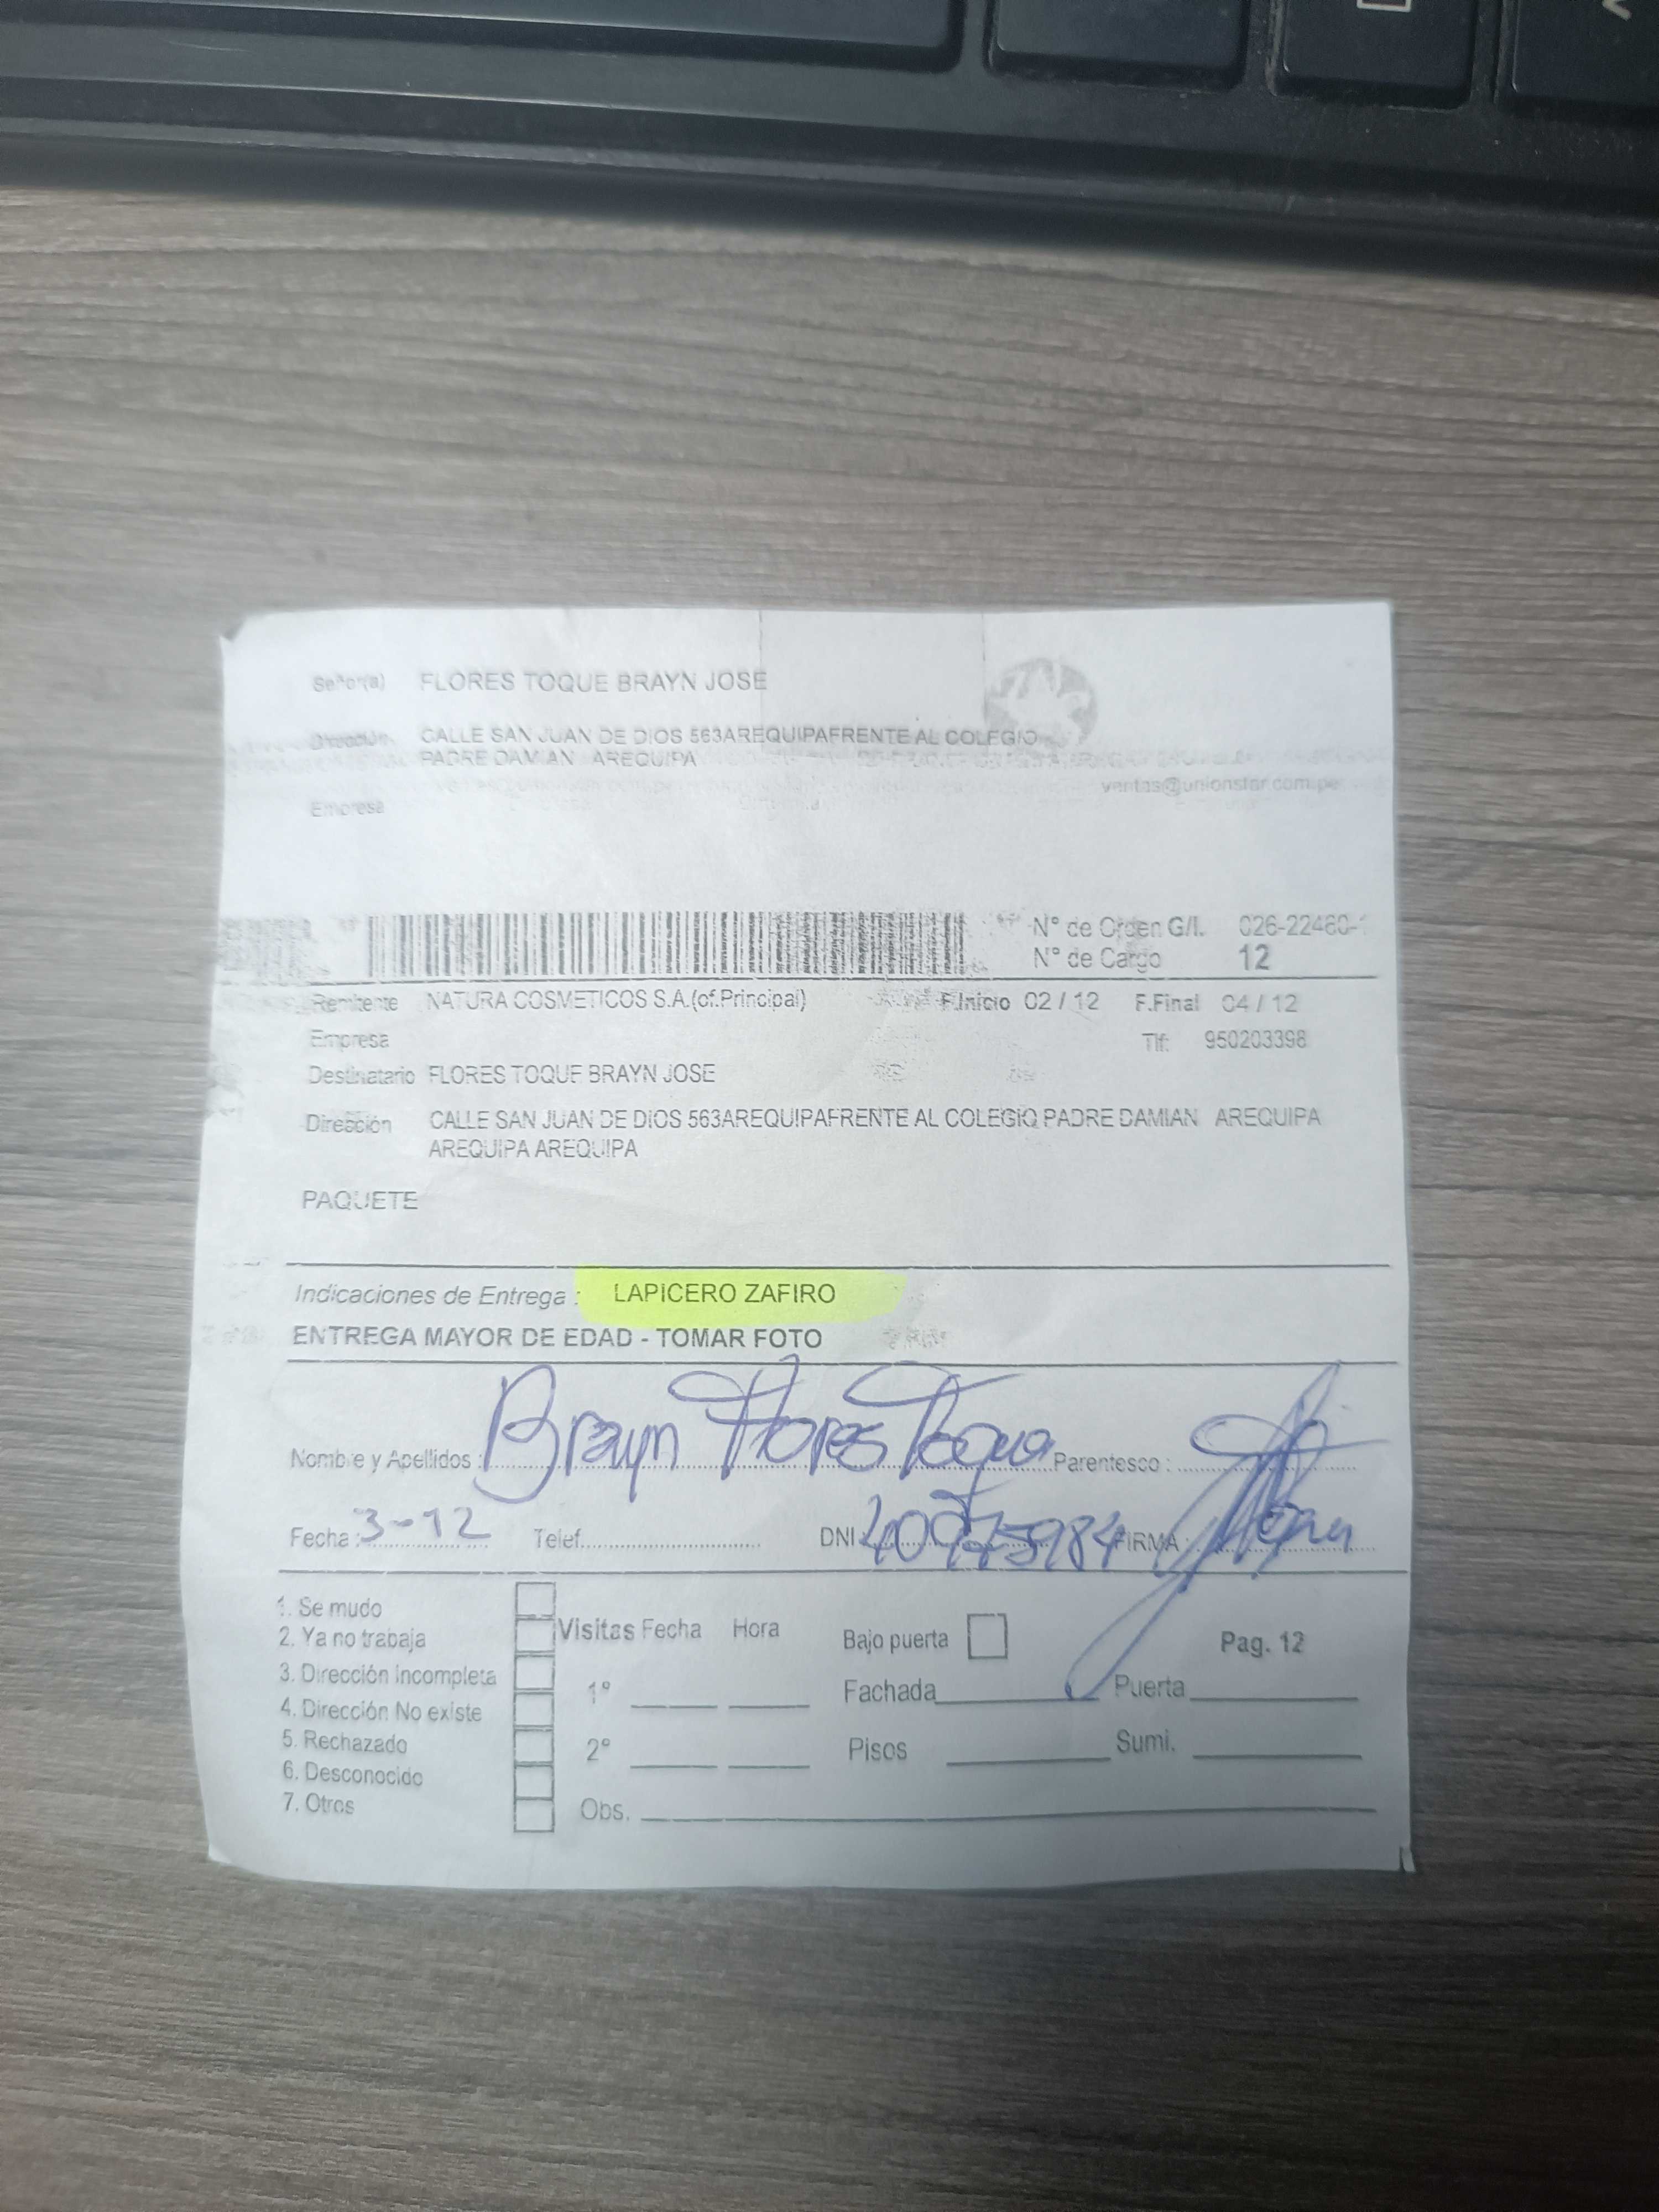 Señor(a) FLORES TOQUE BRAYN JOSE
Dirección CALLE SAN JUAN DE DIOS 563AREQUIPAFRENTE AL COLEGIO
PADRE DAMIAN AREQUIPA
ventas@unionstar.com.pe
Empresa
Nº de Orden G/I. 026-22460-
Nº de Cargo 12
Remitente NATURA COSMETICOS S.A.(of.Principal) F.Inicio 02 / 12 F.Final 04 / 12
Empresa Tlf: 950203398
Destinatario FLORES TOQUE BRAYN JOSE
Dirección CALLE SAN JUAN DE DIOS 563AREQUIPAFRENTE AL COLEGIO PADRE DAMIAN AREQUIPA
AREQUIPA AREQUIPA
PAQUETE
Indicaciones de Entrega : LAPICERO ZAFIRO
ENTREGA MAYOR DE EDAD - TOMAR FOTO
Nombre y Apellidos : Brayn Flores Toque Parentesco :
Fecha : 3-12 Telef. DNI FIRMA :
1. Se mudo
2. Ya no trabaja
3. Dirección Incompleta
4. Dirección No existe
5. Rechazado
6. Desconocido
7. Otros
Visitas Fecha Hora
1º
2º
Obs.
Bajo puerta Pag. 12
Fachada Puerta
Pisos Sumi.